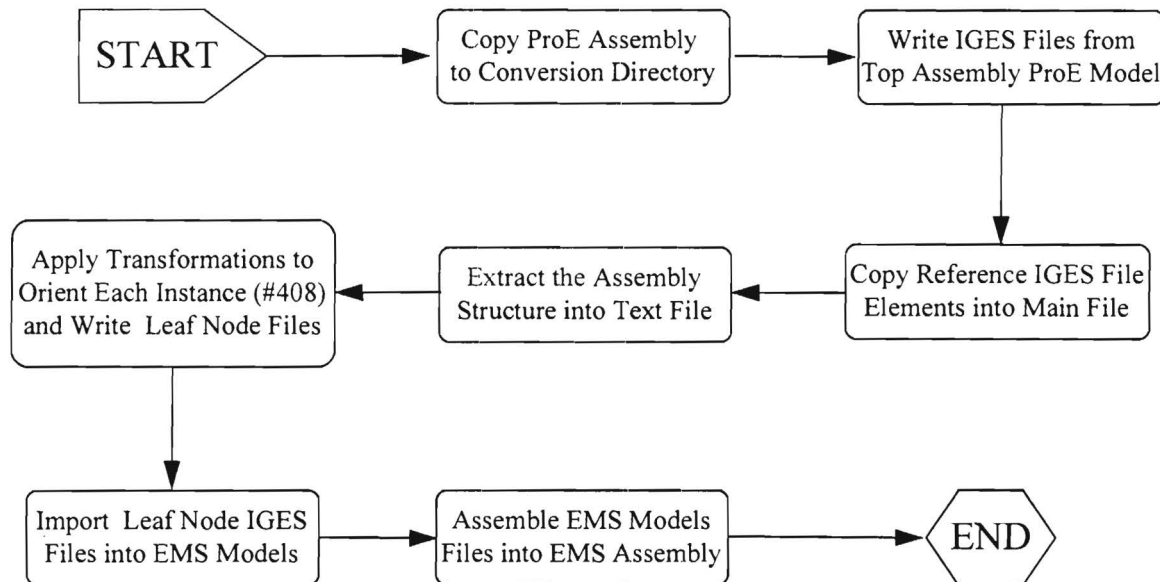 START
Copy ProE Assembly
to Conversion Directory
Write IGES Files from
Top Assembly ProE Model
Copy Reference IGES File
Elements into Main File
Extract the Assembly
Structure into Text File
Apply Transformations to
Orient Each Instance (#408)
and Write Leaf Node Files
Import Leaf Node IGES
Files into EMS Models
Assemble EMS Models
Files into EMS Assembly
END